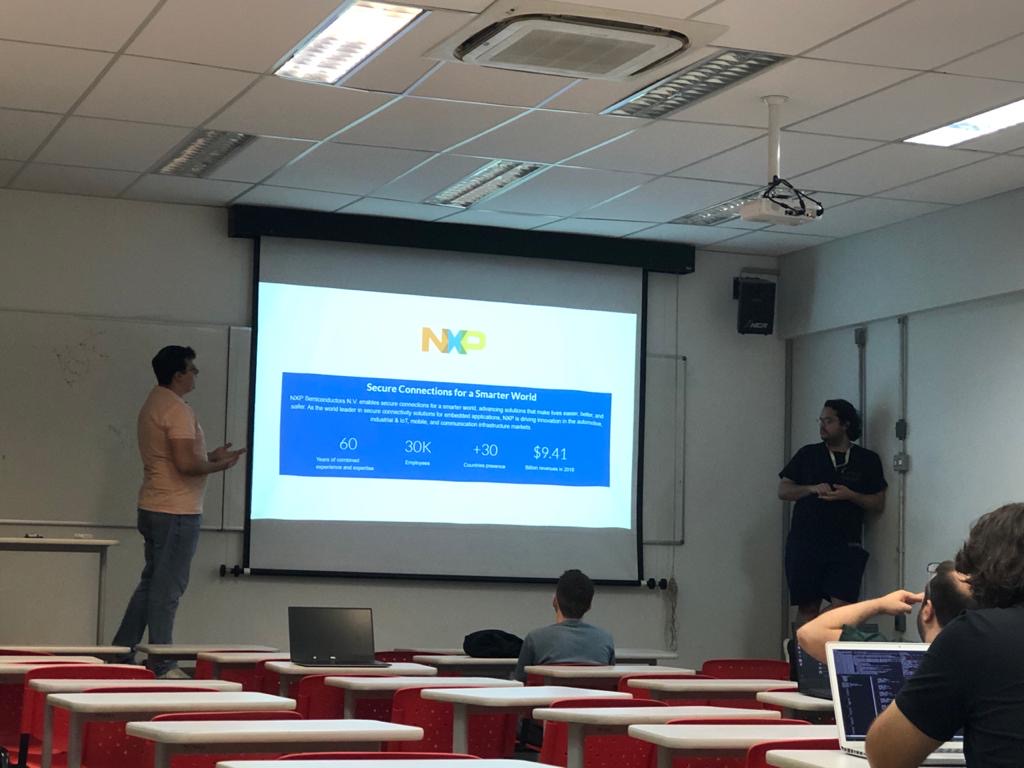 NXP
Secure Connections for a Smarter World
NXP Semiconductors N.V. enables secure connections for a smarter world, advancing solutions that make lives easier, better, and
safer. As the world leader in secure connectivity solutions for embedded applications, NXP is driving innovation in the automotive,
industrial & IoT, mobile, and communication infrastructure markets.
60
30K
+30
$9.41
Years of combined
experience and expertise
Employees
Countries presence
Billion revenues in 2018